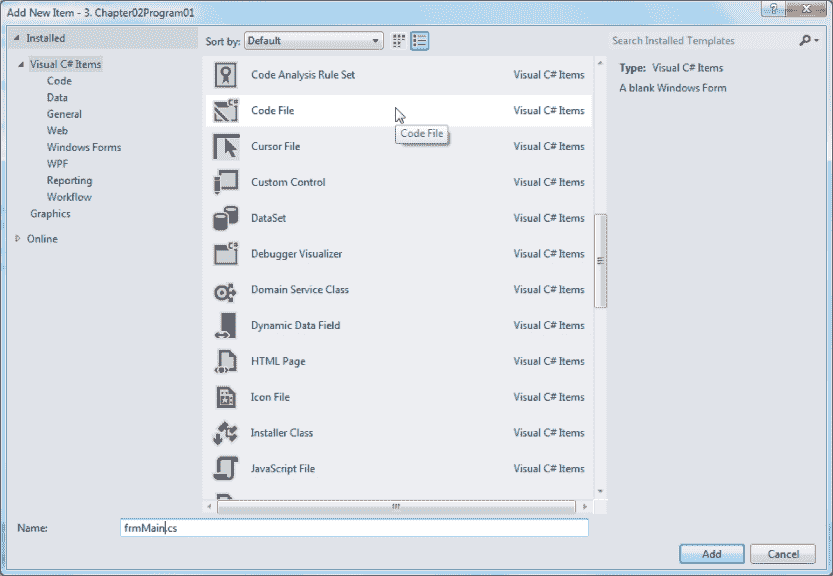 Add New Item - 3. Chapter02Program01
Installed
Sort by: Default
Search Installed Templates
Visual C# Items
Code
Data
General
Web
Windows Forms
WPF
Reporting
Workflow
Graphics
Online
Code Analysis Rule Set Visual C# Items
Code File Visual C# Items
Code File
Cursor File Visual C# Items
Custom Control Visual C# Items
DataSet Visual C# Items
Debugger Visualizer Visual C# Items
Domain Service Class Visual C# Items
Dynamic Data Field Visual C# Items
HTML Page Visual C# Items
Icon File Visual C# Items
Installer Class Visual C# Items
JavaScript File Visual C# Items
Type: Visual C# Items
A blank Windows Form
Name: frmMain.cs
Add Cancel